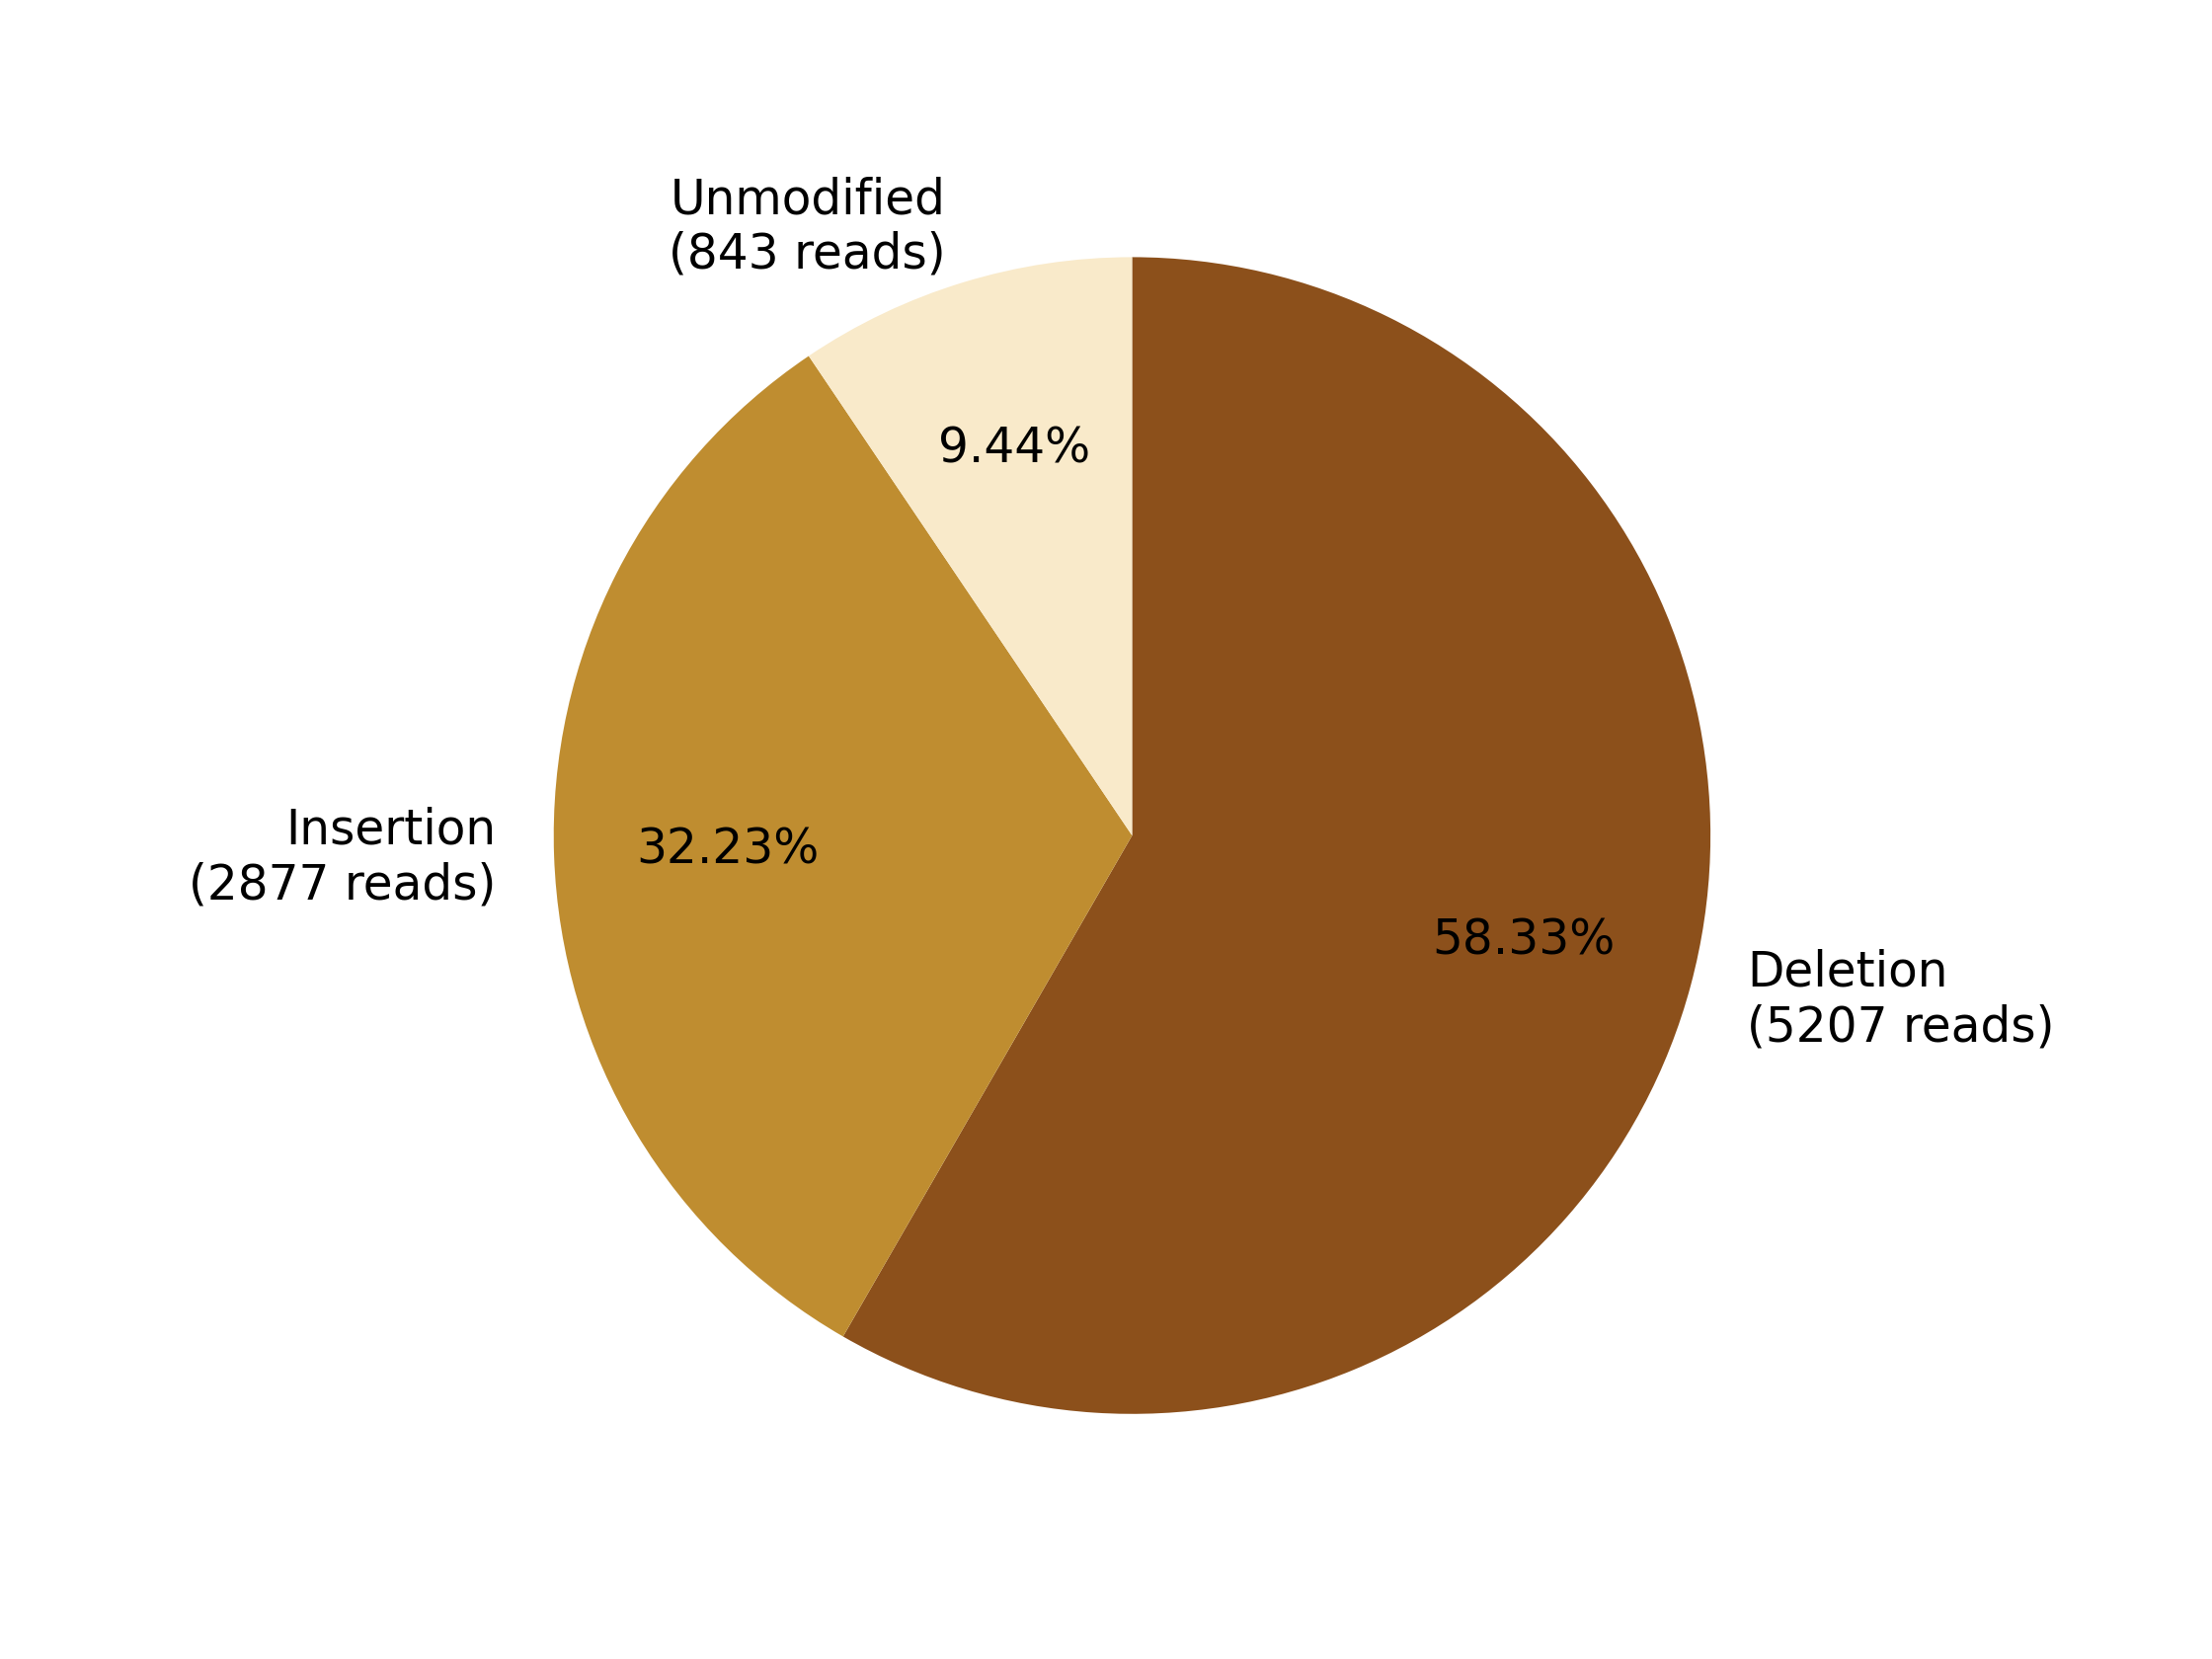 Unmodified
(843 reads)
9.44%
Insertion
(2877 reads)
32.23%
58.33%
Deletion
(5207 reads)